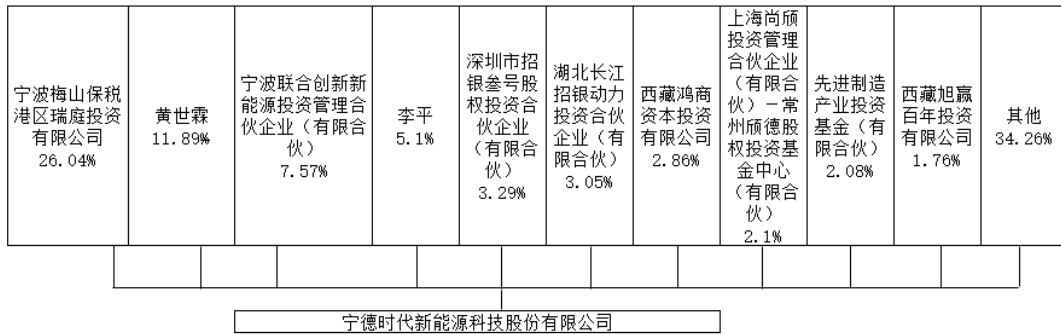 宁波梅山保税
港区瑞庭投资
有限公司
26.04%
黄世霖
11.89%
宁波联合创新新
能源投资管理合
伙企业（有限合
伙）
7.57%
李平
5.1%
深圳市招
银叁号股
权投资合
伙企业
（有限合
伙）
3.29%
湖北长江
招银动力
投资合伙
企业（有
限合伙）
3.05%
西藏鸿商
资本投资
有限公司
2.86%
上海尚颀
投资管理
合伙企业
（有限合
伙）－常
州颀德股
权投资基
金中心
（有限合
伙）
2.1%
先进制造
产业投资
基金（有
限合伙）
2.08%
西藏旭赢
百年投资
有限公司
1.76%
其他
34.26%
宁德时代新能源科技股份有限公司